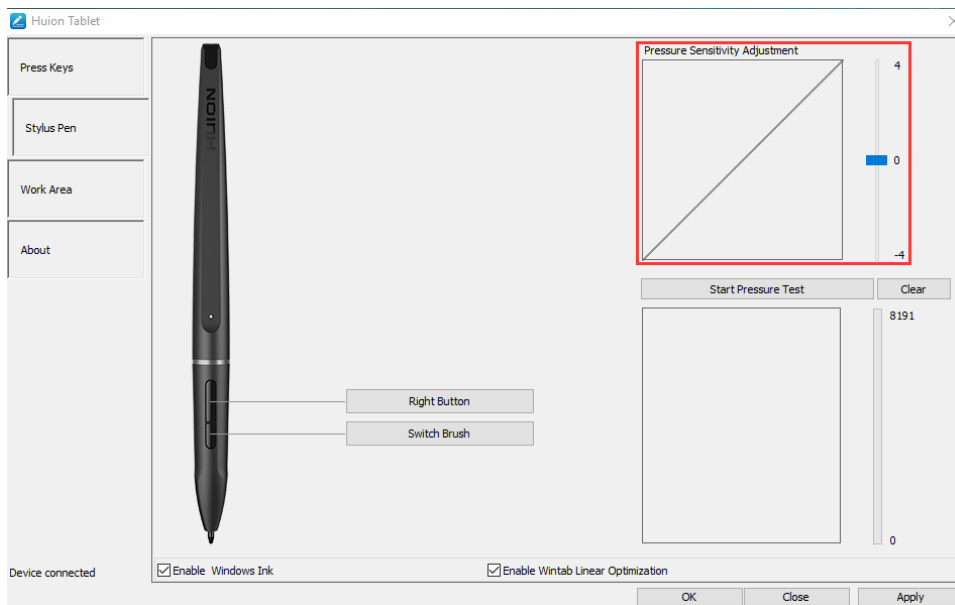 Huion Tablet
Press Keys
Stylus Pen
Work Area
About
Device connected
HUION
Right Button
Switch Brush
Pressure Sensitivity Adjustment
4
0
-4
Start Pressure Test
Clear
8191
0
Enable Windows Ink
Enable Wintab Linear Optimization
OK
Close
Apply